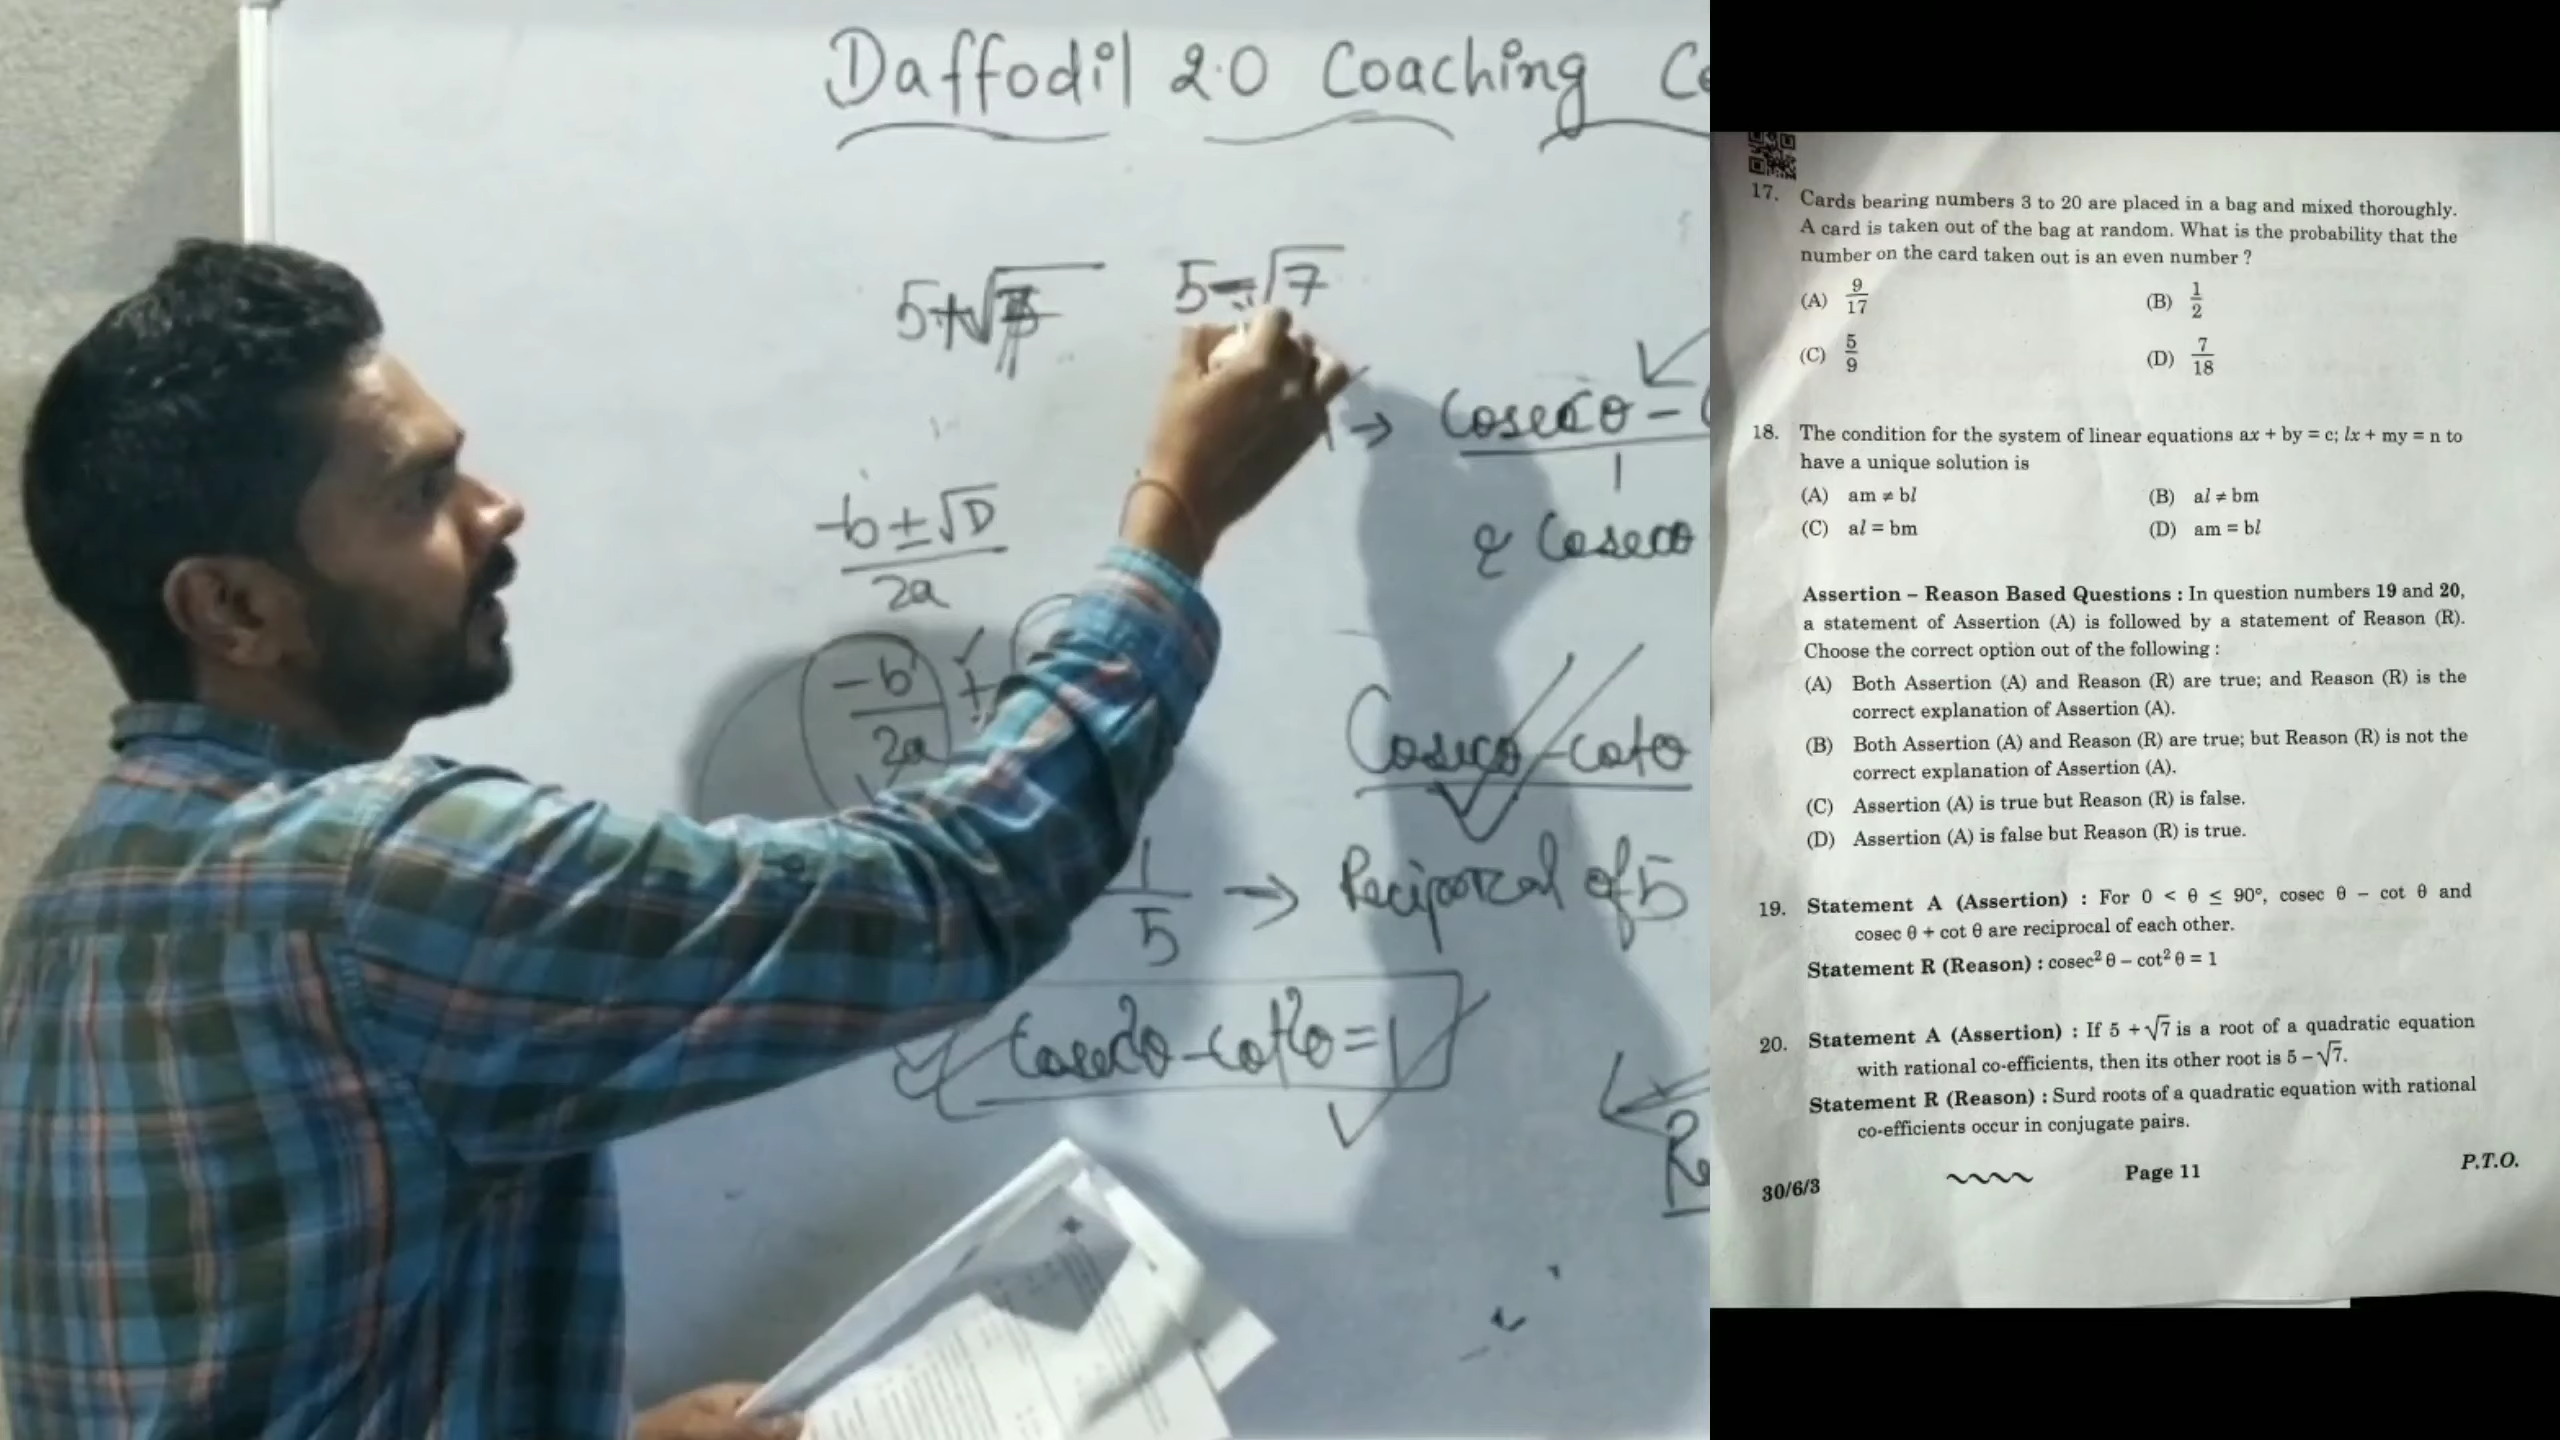 Daffodil 2.0 Coaching
5+√7 5-√7
-b±√D
2a
-b
2a
→ Cosecθ -
1
& Cosecθ
Cosecθ-cotθ
1
5 → Reciporcal of 5
Cosec²θ-cot²θ=1
17. Cards bearing numbers 3 to 20 are placed in a bag and mixed thoroughly.
A card is taken out of the bag at random. What is the probability that the
number on the card taken out is an even number ?
(A) 9/17 (B) 1/2
(C) 5/9 (D) 7/18
18. The condition for the system of linear equations ax + by = c; lx + my = n to
have a unique solution is
(A) am ≠ bl (B) al ≠ bm
(C) al = bm (D) am = bl
Assertion – Reason Based Questions : In question numbers 19 and 20,
a statement of Assertion (A) is followed by a statement of Reason (R).
Choose the correct option out of the following :
(A) Both Assertion (A) and Reason (R) are true; and Reason (R) is the
correct explanation of Assertion (A).
(B) Both Assertion (A) and Reason (R) are true; but Reason (R) is not the
correct explanation of Assertion (A).
(C) Assertion (A) is true but Reason (R) is false.
(D) Assertion (A) is false but Reason (R) is true.
19. Statement A (Assertion) : For 0 < θ ≤ 90°, cosec θ – cot θ and
cosec θ + cot θ are reciprocal of each other.
Statement R (Reason) : cosec² θ – cot² θ = 1
20. Statement A (Assertion) : If 5 + √7 is a root of a quadratic equation
with rational co-efficients, then its other root is 5 – √7.
Statement R (Reason) : Surd roots of a quadratic equation with rational
co-efficients occur in conjugate pairs.
30/6/3 Page 11 P.T.O.